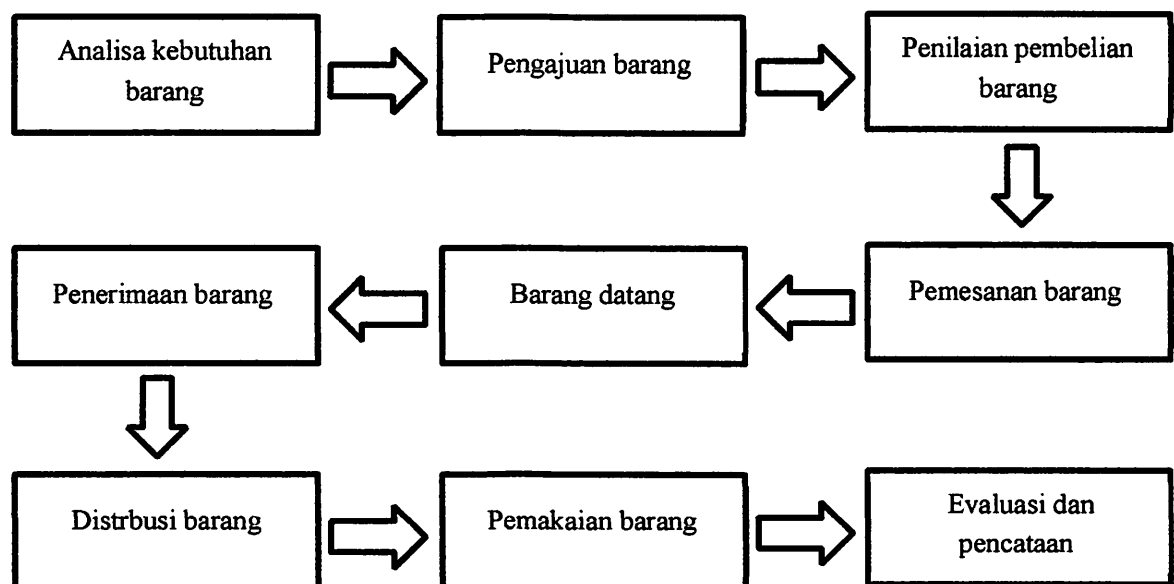 Analisa kebutuhan
barang
Pengajuan barang
Penilaian pembelian
barang
Pemesanan barang
Barang datang
Penerimaan barang
Distrbusi barang
Pemakaian barang
Evaluasi dan
pencataan